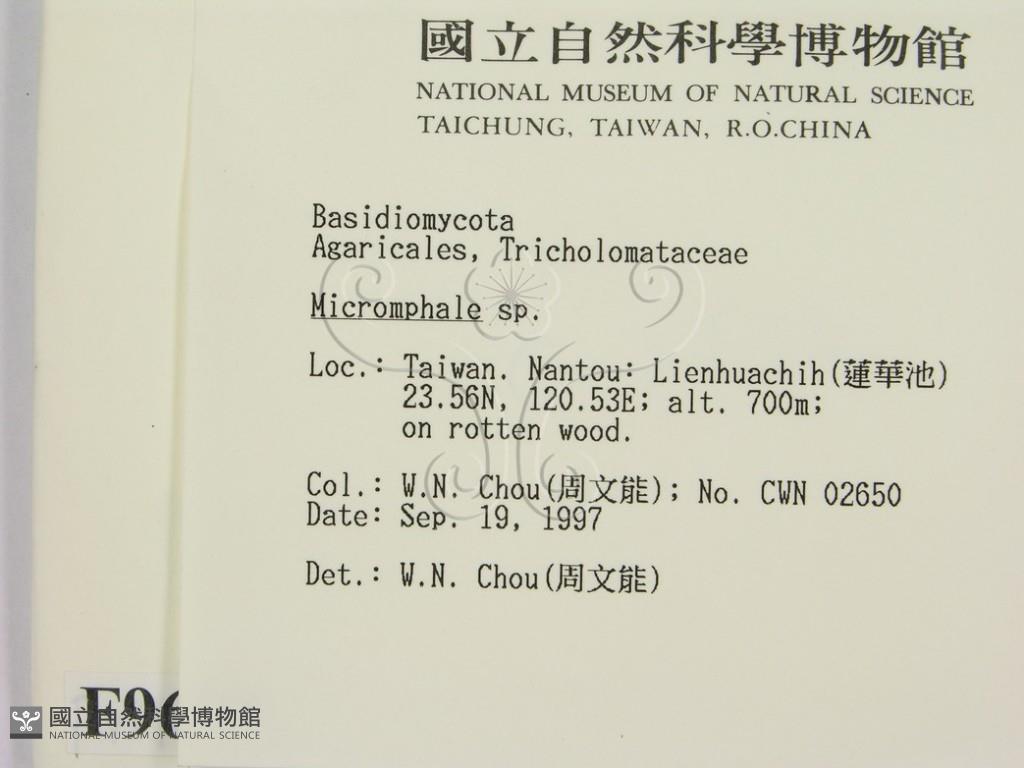 國立自然科學博物館
NATIONAL MUSEUM OF NATURAL SCIENCE
TAICHUNG, TAIWAN, R.O.CHINA
Basidiomycota
Agaricales, Tricholomataceae
Micromphale sp.
Loc.: Taiwan. Nantou: Lienhuachih(蓮華池)
23.56N, 120.53E; alt. 700m;
on rotten wood.
Col.: W.N. Chou(周文能); No. CWN 02650
Date: Sep. 19, 1997
Det.: W.N. Chou(周文能)
F96
國立自然科學博物館
NATIONAL MUSEUM OF NATURAL SCIENCE